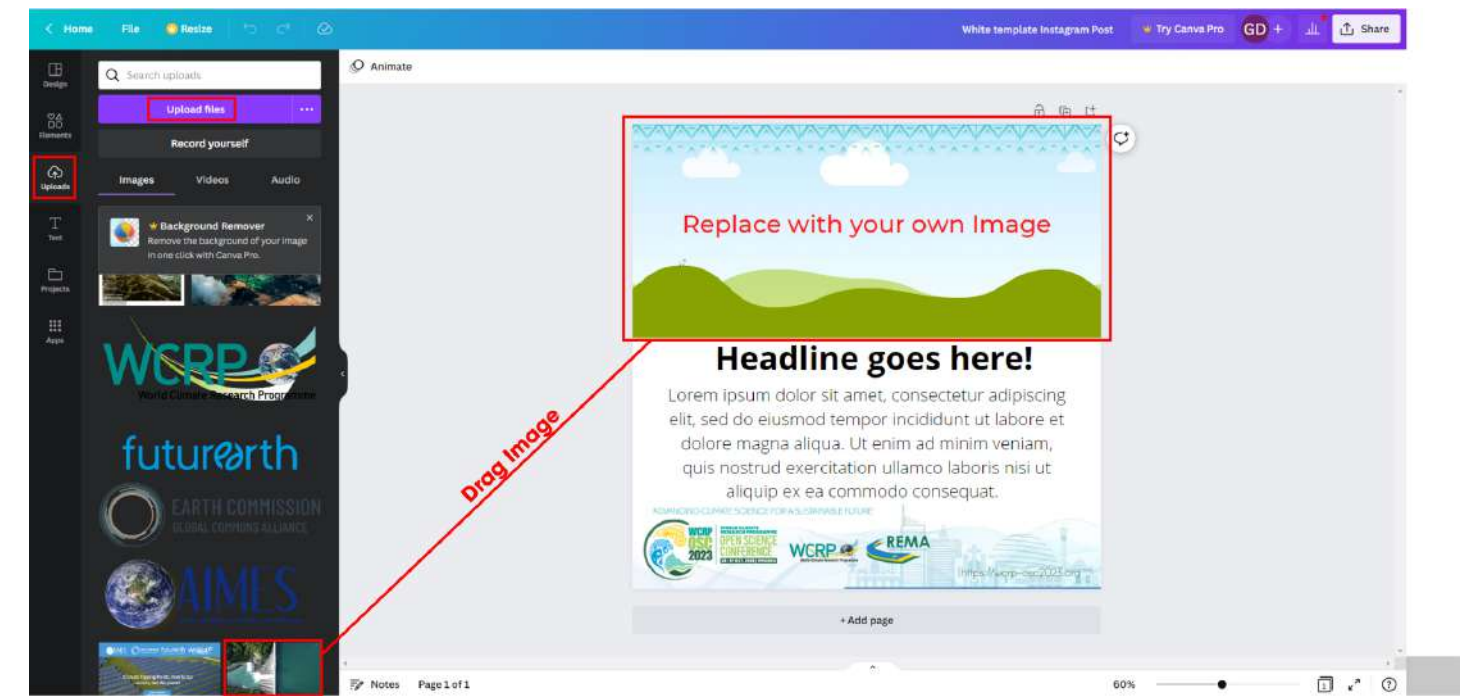 Home File Resize White template Instagram Post Try Canva Pro GD + Share
Design
Elements
Uploads
Text
Projects
Apps
Search uploads
Upload files
Record yourself
Images Videos Audio
Background Remover
Remove the background of your image
in one click with Canva Pro.
WCRP
World Climate Research Programme
futurearth
EARTH COMMISSION
GLOBAL COMMONS ALLIANCE
AIMES
Animate
Replace with your own Image
Drag Image
Headline goes here!
Lorem ipsum dolor sit amet, consectetur adipiscing
elit, sed do eiusmod tempor incididunt ut labore et
dolore magna aliqua. Ut enim ad minim veniam,
quis nostrud exercitation ullamco laboris nisi ut
aliquip ex ea commodo consequat.
ADVANCING CLIMATE SCIENCE FOR A SUSTAINABLE FUTURE
WCRP
OSC
2023
OPEN SCIENCE
CONFERENCE
WCRP
REMA
https://wcrp-osc2023.org
+ Add page
Notes Page 1 of 1 60% 1 ?